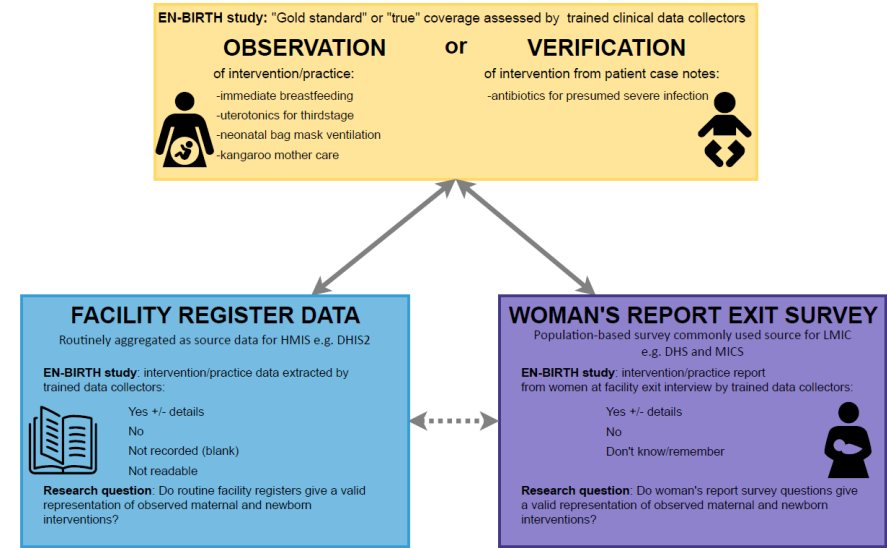 EN-BIRTH study: "Gold standard" or "true" coverage assessed by trained clinical data collectors
OBSERVATION or VERIFICATION
of intervention/practice:
-immediate breastfeeding
-uterotonics for thirdstage
-neonatal bag mask ventilation
-kangaroo mother care
of intervention from patient case notes:
-antibiotics for presumed severe infection
FACILITY REGISTER DATA
Routinely aggregated as source data for HMIS e.g. DHIS2
EN-BIRTH study: intervention/practice data extracted by
trained data collectors:
Yes +/- details
No
Not recorded (blank)
Not readable
Research question: Do routine facility registers give a valid
representation of observed maternal and newborn
interventions?
WOMAN'S REPORT EXIT SURVEY
Population-based survey commonly used source for LMIC
e.g. DHS and MICS
EN-BIRTH study: intervention/practice report
from women at facility exit interview by trained data collectors:
Yes +/- details
No
Don't know/remember
Research question: Do woman's report survey questions give
a valid representation of observed maternal and newborn
interventions?